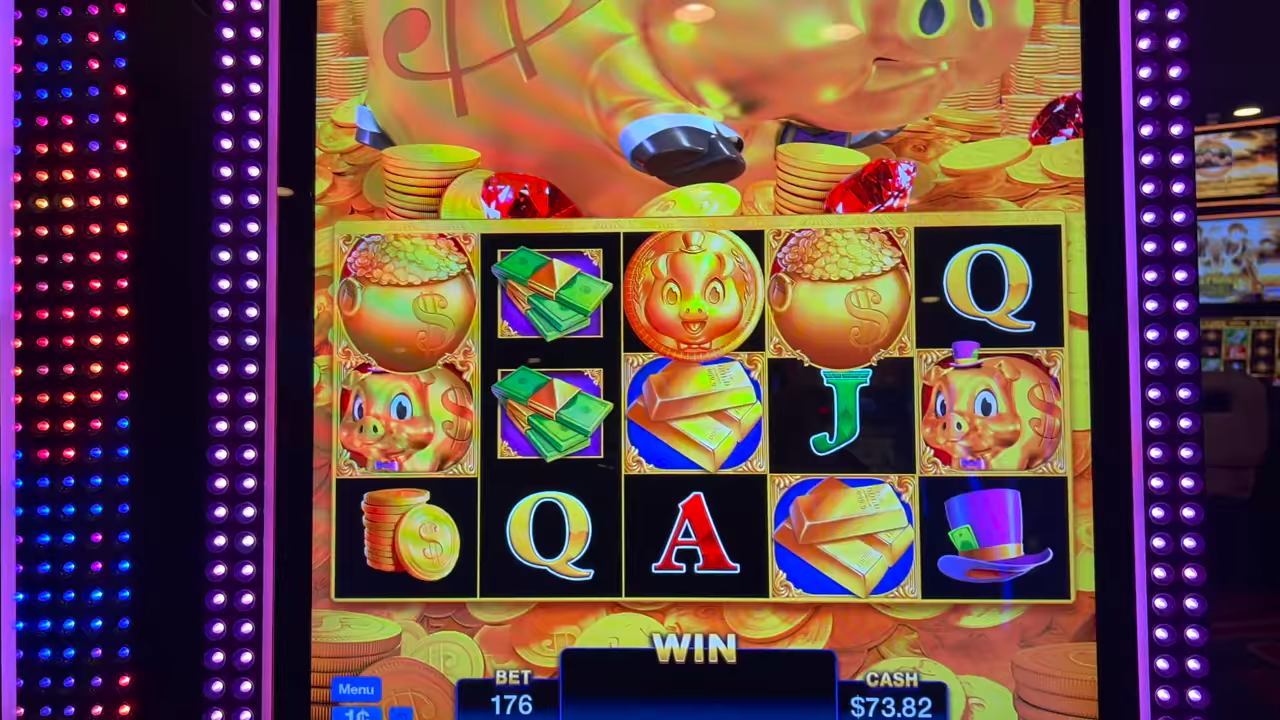 $
$ $ Q
J
$ $
$ Q A
WIN
BET CASH
Menu 176 $73.82
1¢